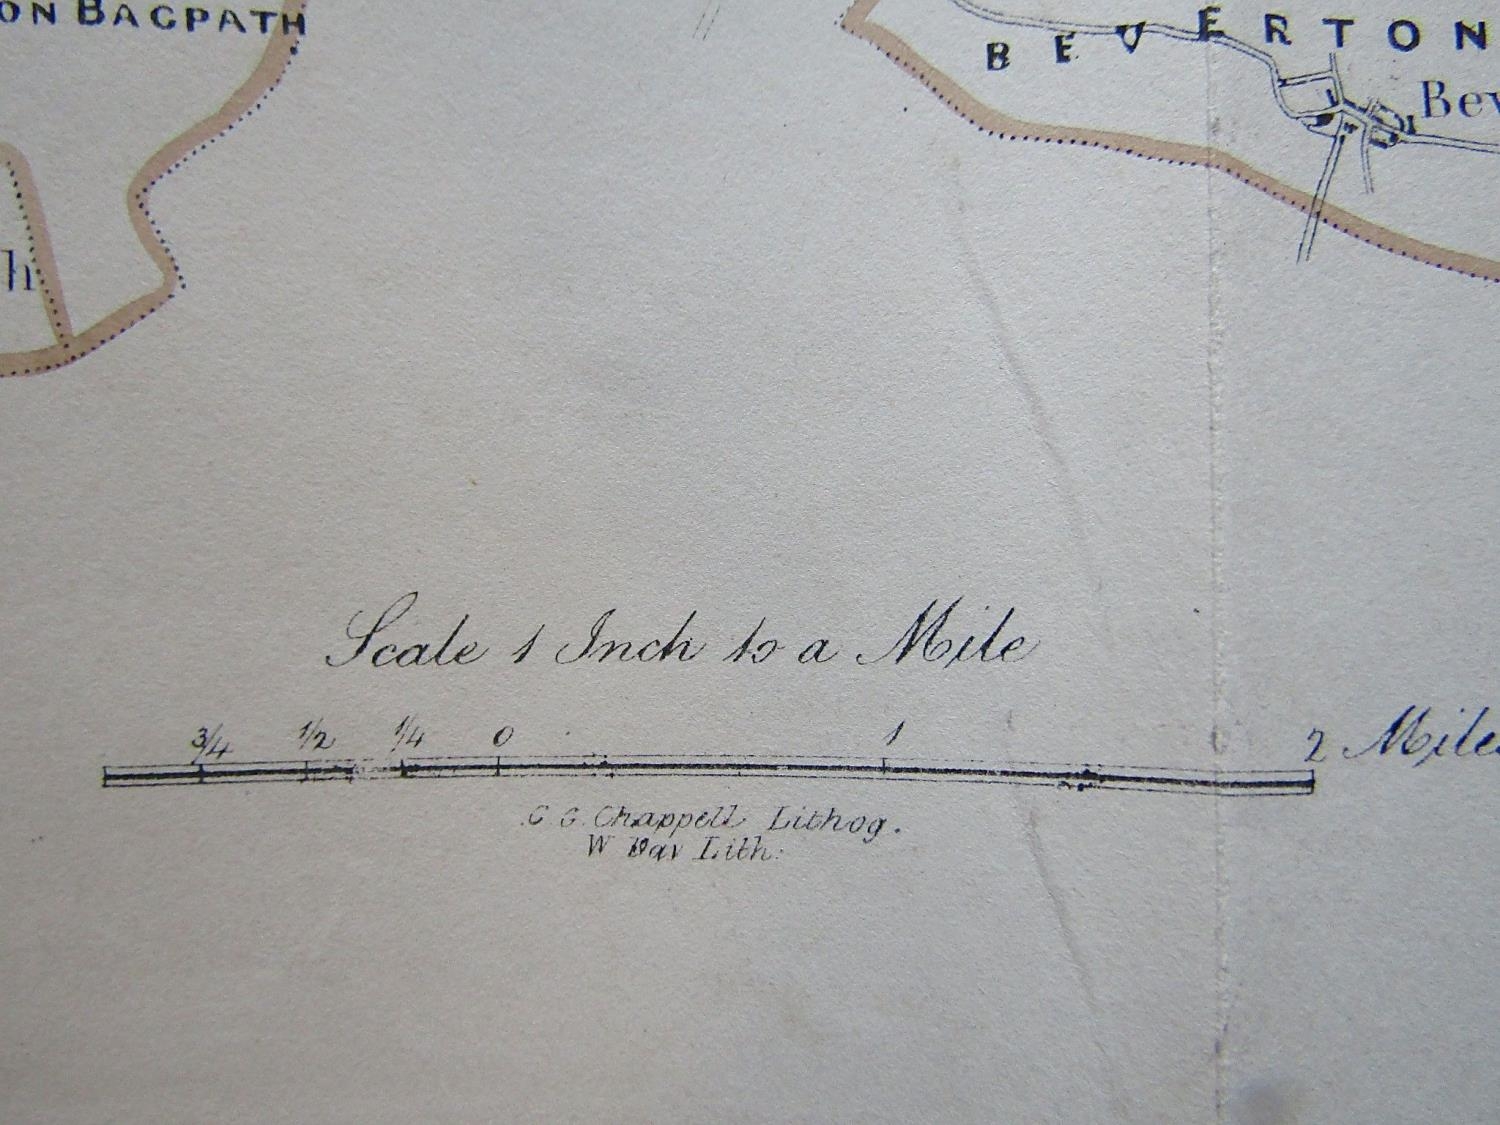 ON BAGPATH
BEVERTON
Bev
h
Scale 1 Inch to a Mile
3/4 1/2 1/4 0 1 2 Miles
C G. Chappell Lithog.
W Day Lith: